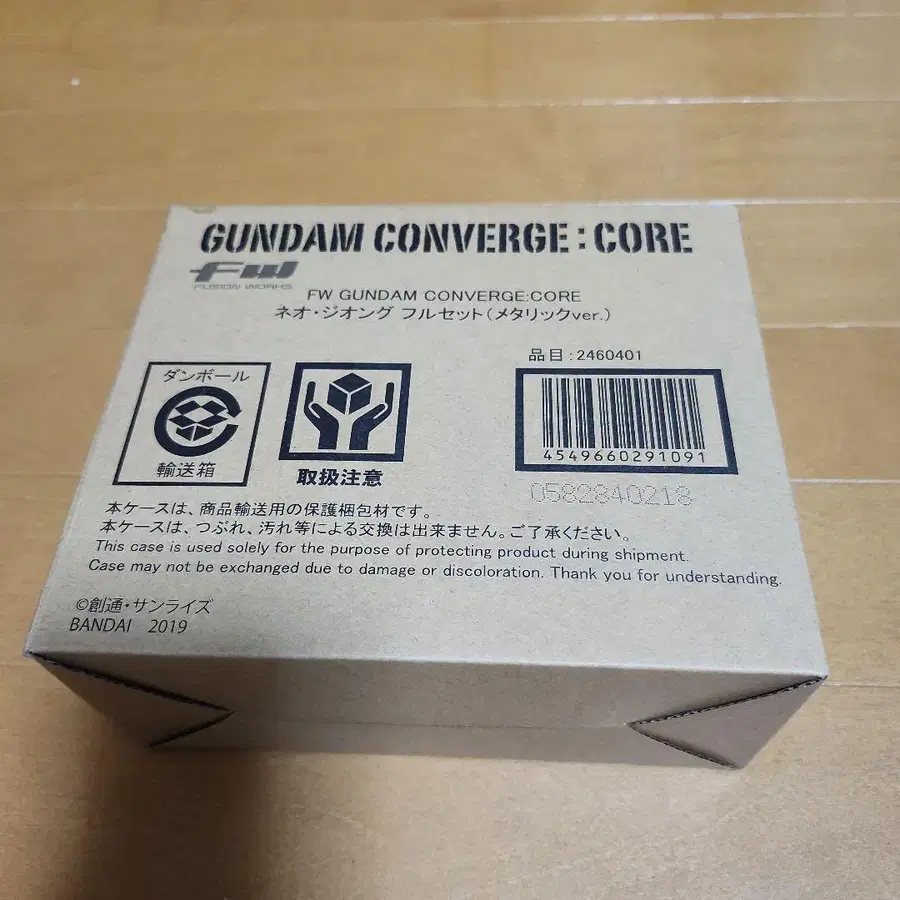 GUNDAM CONVERGE:CORE
FW
FUSION WORKS
FW GUNDAM CONVERGE:CORE
ネオ・ジオング フルセット(メタリックver.)
品目:2460401
ダンボール
輸送箱
取扱注意
4549660291091
0582840218
本ケースは、商品輸送用の保護梱包材です。
本ケースは、つぶれ、汚れ等による交換は出来ません。ご了承ください。
This case is used solely for the purpose of protecting product during shipment.
Case may not be exchanged due to damage or discoloration. Thank you for understanding.
©創通・サンライズ
BANDAI 2019